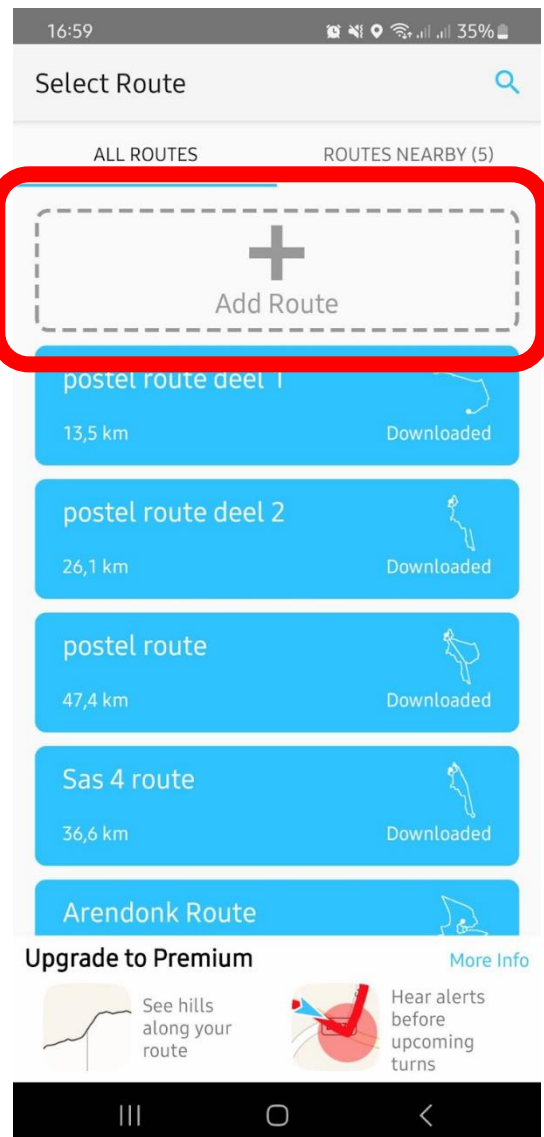 16:59 35%
Select Route
ALL ROUTES ROUTES NEARBY (5)
Add Route
postel route deel 1
13,5 km Downloaded
postel route deel 2
26,1 km Downloaded
postel route
47,4 km Downloaded
Sas 4 route
36,6 km Downloaded
Arendonk Route
Upgrade to Premium More Info
See hills
along your
route
Hear alerts
before
upcoming
turns